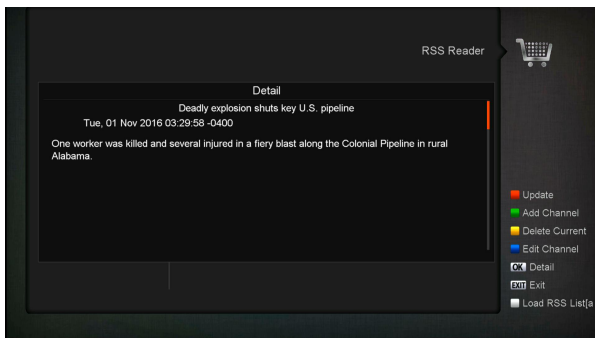 RSS Reader
Detail
Deadly explosion shuts key U.S. pipeline
Tue, 01 Nov 2016 03:29:58 -0400
One worker was killed and several injured in a fiery blast along the Colonial Pipeline in rural
Alabama.
Update
Add Channel
Delete Current
Edit Channel
OK Detail
EXIT Exit
Load RSS List[a